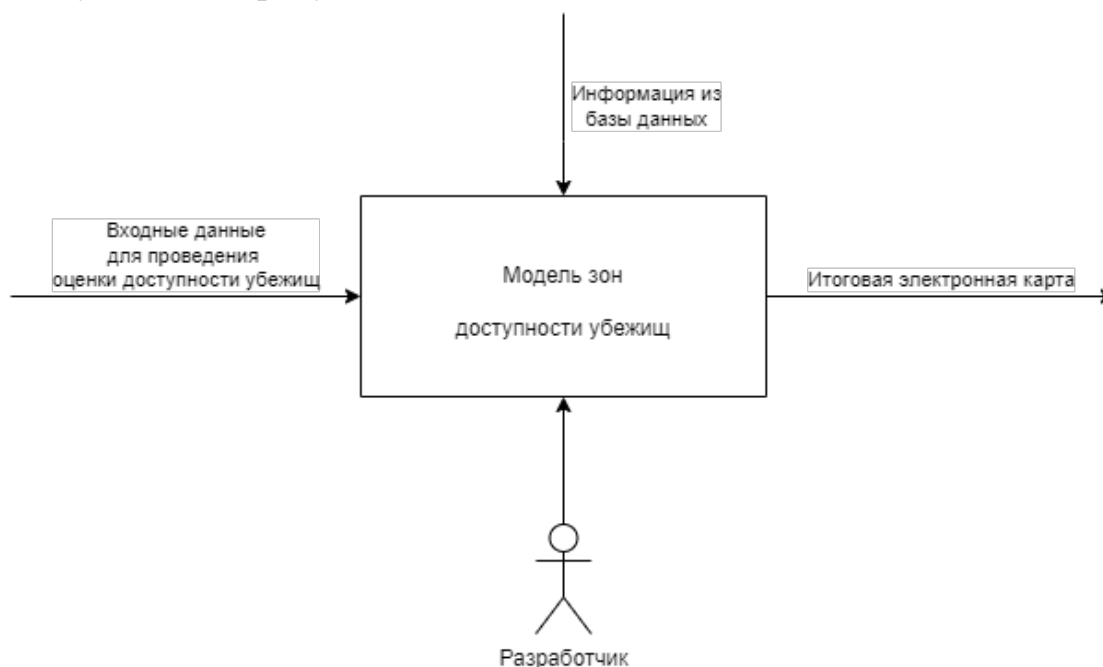 Информация из
базы данных
Входные данные
для проведения
оценки доступности убежищ
Модель зон
доступности убежищ
Итоговая электронная карта
Разработчик